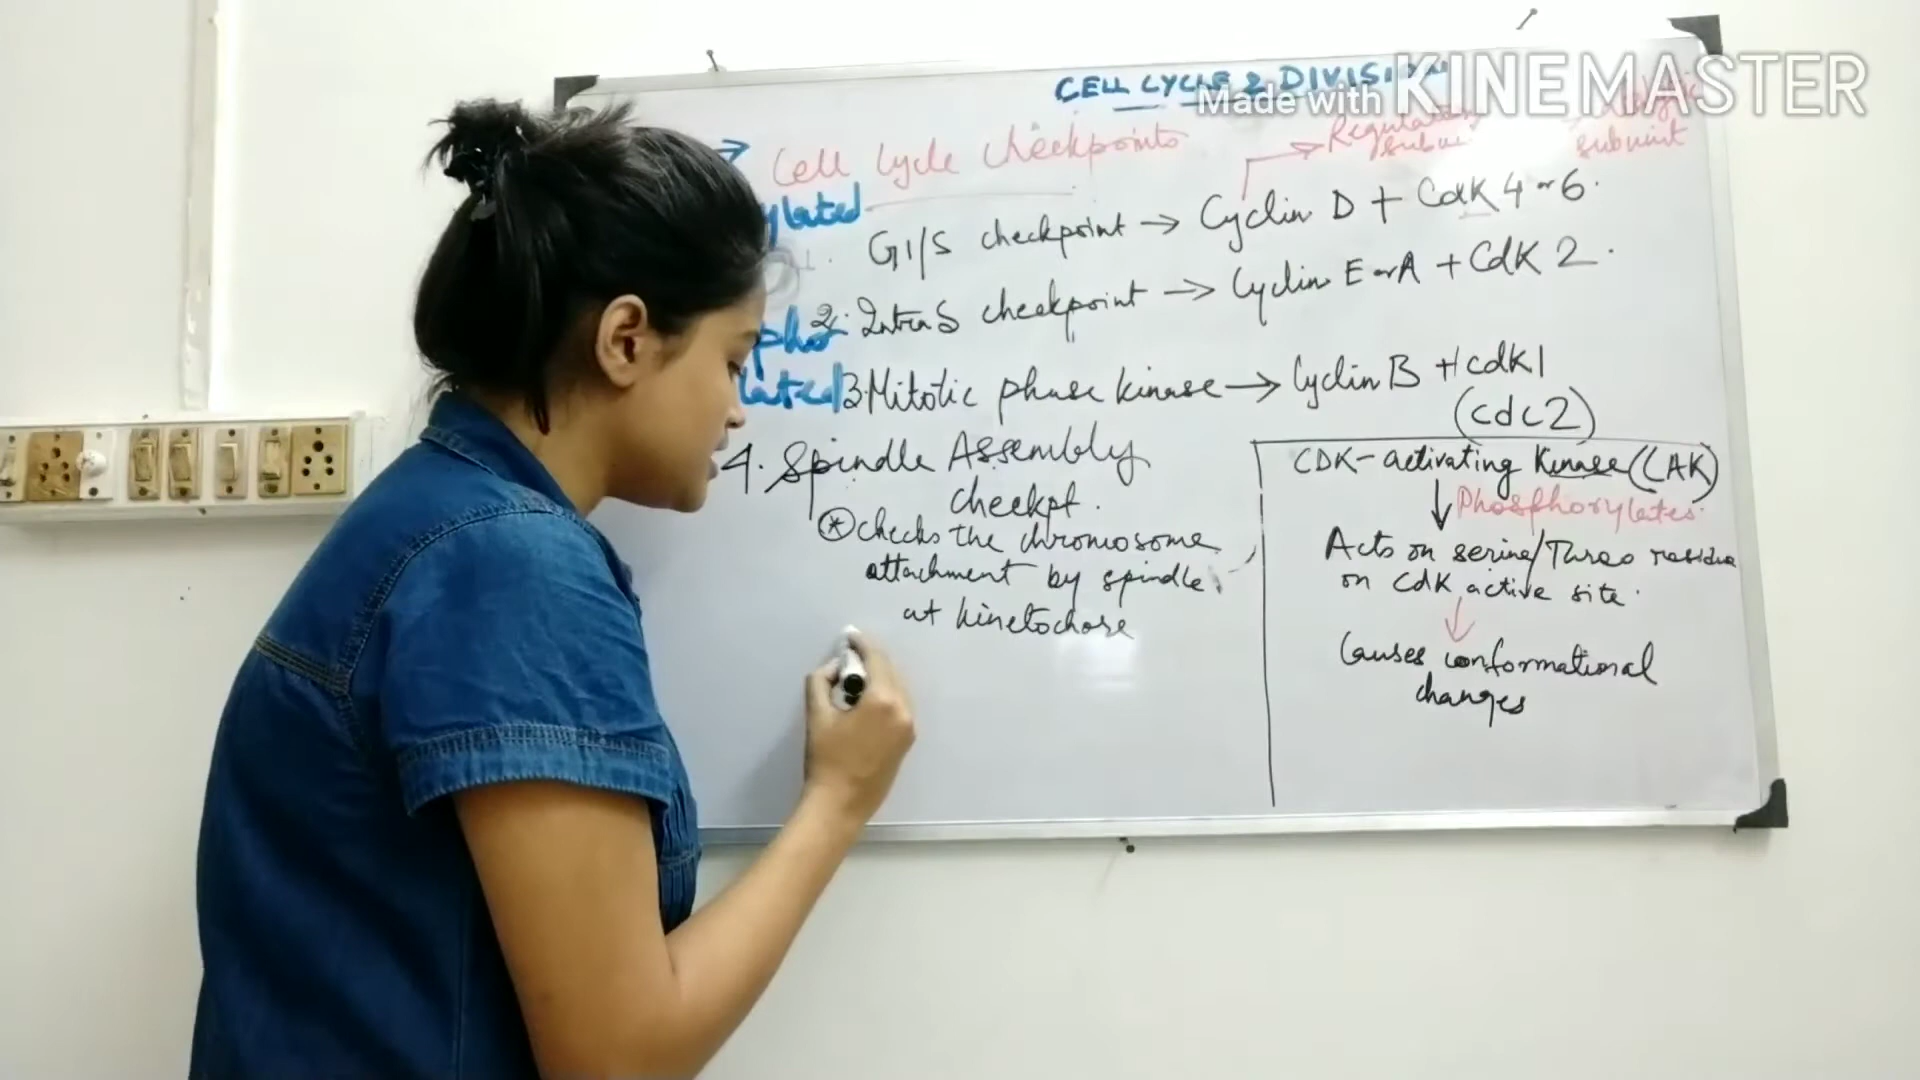 CELL CYCLE & DIVISION
Made with KINEMASTER
→ Cell Cycle Checkpoints
Regulatory
subunit
subunit
ylated
G1/S checkpoint → Cyclin D + Cdk 4 or 6.
2. Intra S checkpoint → Cyclin E or A + Cdk 2.
phor
lated
3. Mitotic phase kinase → Cyclin B + cdk1
(cdc2)
4. Spindle Assembly
checkpt.
* checks the chromosome
attachment by spindle
at kinetochore
CDK-activating Kinase (CAK)
↓ Phosphorylates.
Acts on serine/Threo residue
on Cdk active site.
↓
Causes conformational
changes